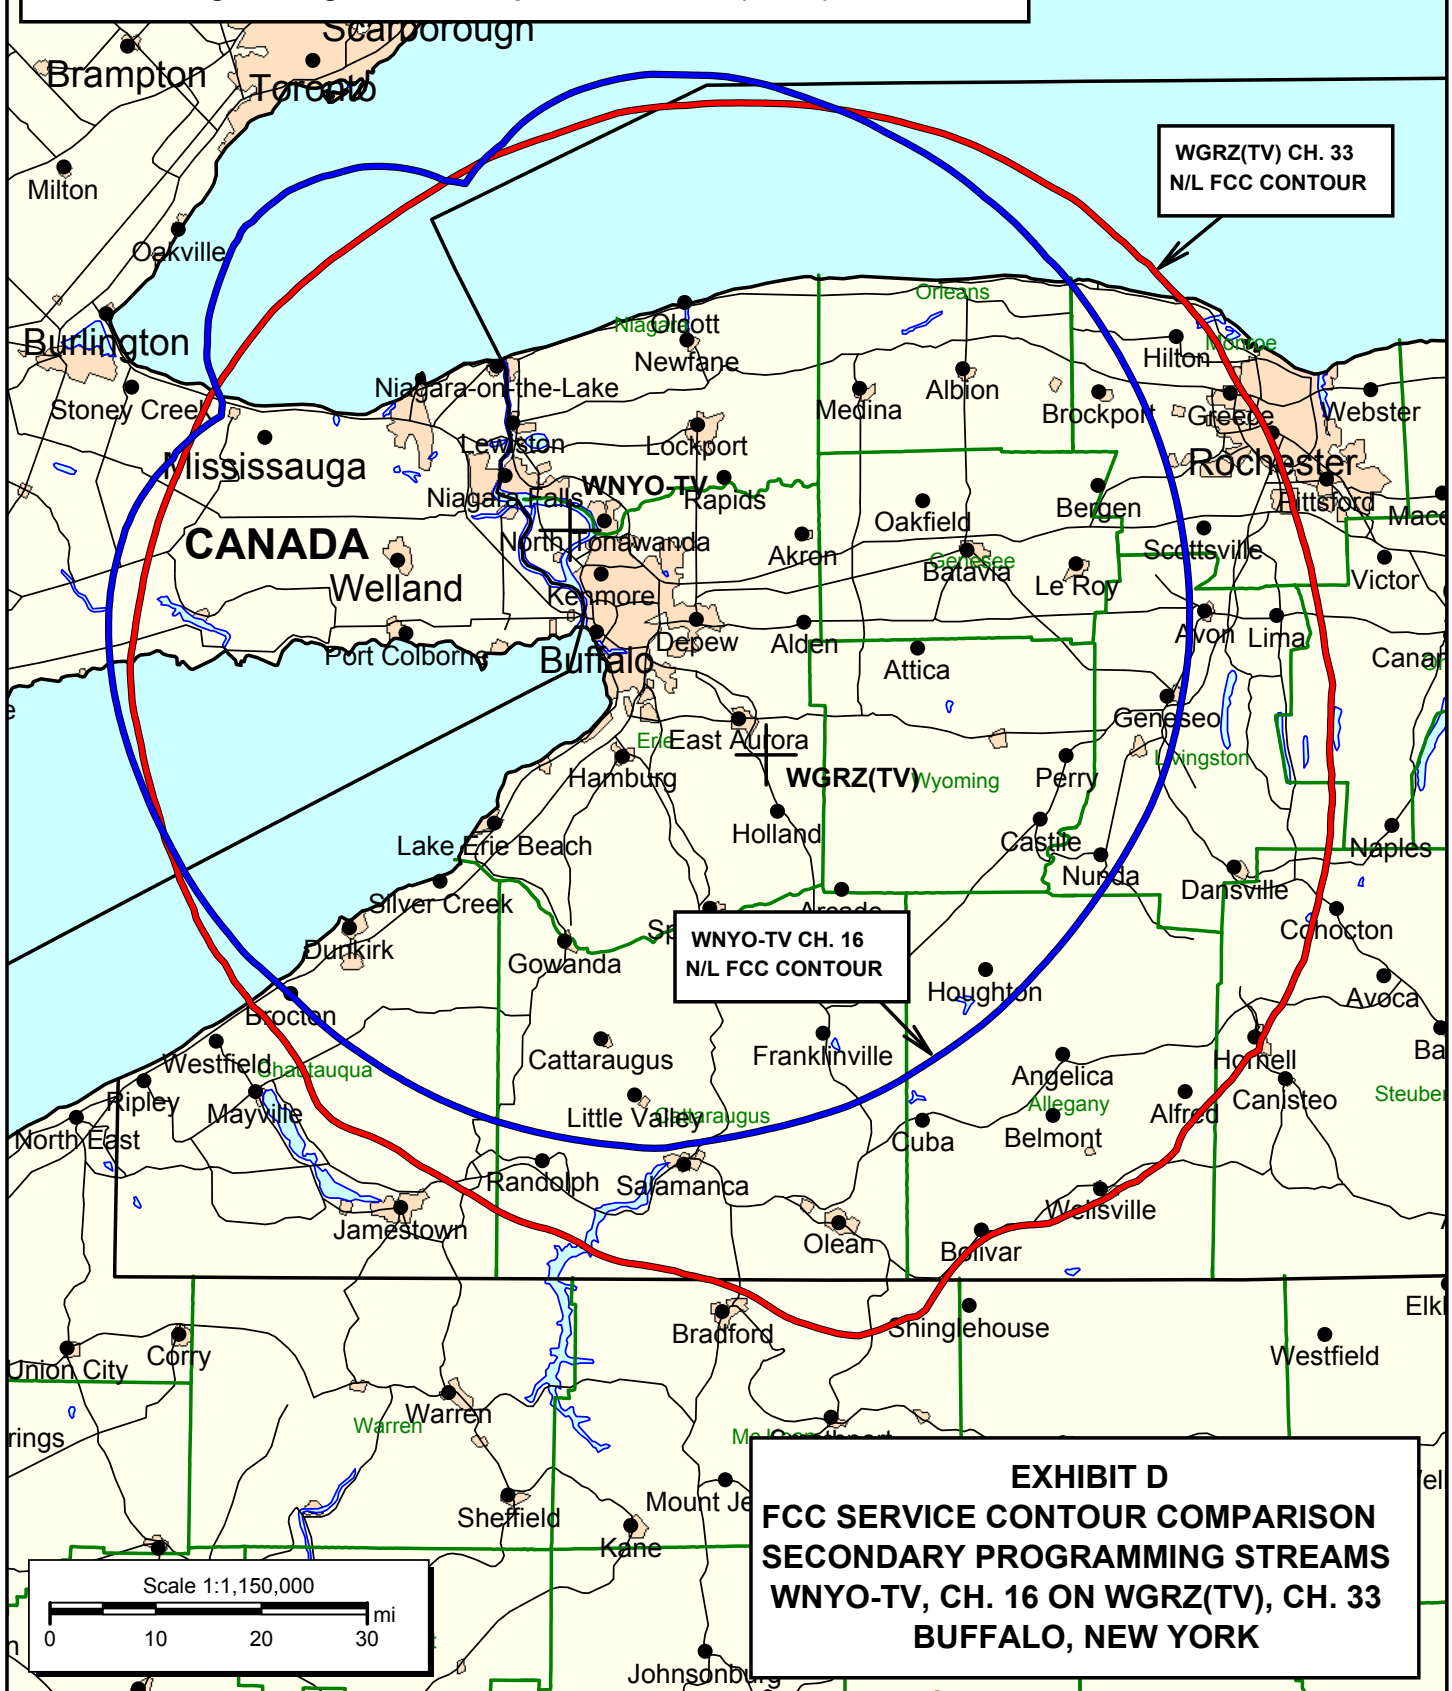 Scarborough
Brampton
Toronto
WGRZ(TV) CH. 33
N/L FCC CONTOUR
Milton
Oakville
Orleans
Niagara
Olcott
Burlington
Newfane
Hilton
Monroe
Niagara-on-the-Lake
Albion
Stoney Creek
Medina
Brockport
Greece
Webster
Lewiston
Lockport
Mississauga
Rochester
Niagara Falls
WNYO-TV
Rapids
Bergen
Pittsford
Oakfield
CANADA
North Tonawanda
Akron
Genesee
Batavia
Scottsville
Victor
Welland
Kenmore
Le Roy
Port Colborne
Buffalo
Depew
Alden
Avon
Lima
Attica
Geneseo
Erie
East Aurora
Hamburg
WGRZ(TV)
Wyoming
Perry
Livingston
Holland
Lake Erie Beach
Castile
Naples
Nunda
Dansville
Silver Creek
Arcade
Dunkirk
Gowanda
Sp
WNYO-TV CH. 16
N/L FCC CONTOUR
Cohocton
Houghton
Avoca
Brocton
Westfield
Chautauqua
Cattaraugus
Franklinville
Hornell
Ba
Angelica
Ripley
Mayville
Little Valley
Cattaraugus
Allegany
Alfred
Canisteo
Steuben
North East
Cuba
Belmont
Randolph
Salamanca
Wellsville
Jamestown
Olean
Bolivar
Bradford
Shinglehouse
Elkl
Union City
Corry
Westfield
Warren
Warren
rings
Mount Je
Sheffield
Kane
Johnsonburg
EXHIBIT D
FCC SERVICE CONTOUR COMPARISON
SECONDARY PROGRAMMING STREAMS
WNYO-TV, CH. 16 ON WGRZ(TV), CH. 33
BUFFALO, NEW YORK
Scale 1:1,150,000
mi
0 10 20 30